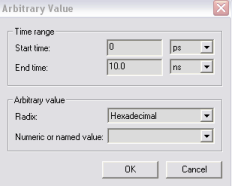 Arbitrary Value
Time range
Start time: 0 ps
End time: 10.0 ns
Arbitrary value
Radix: Hexadecimal
Numeric or named value:
OK Cancel